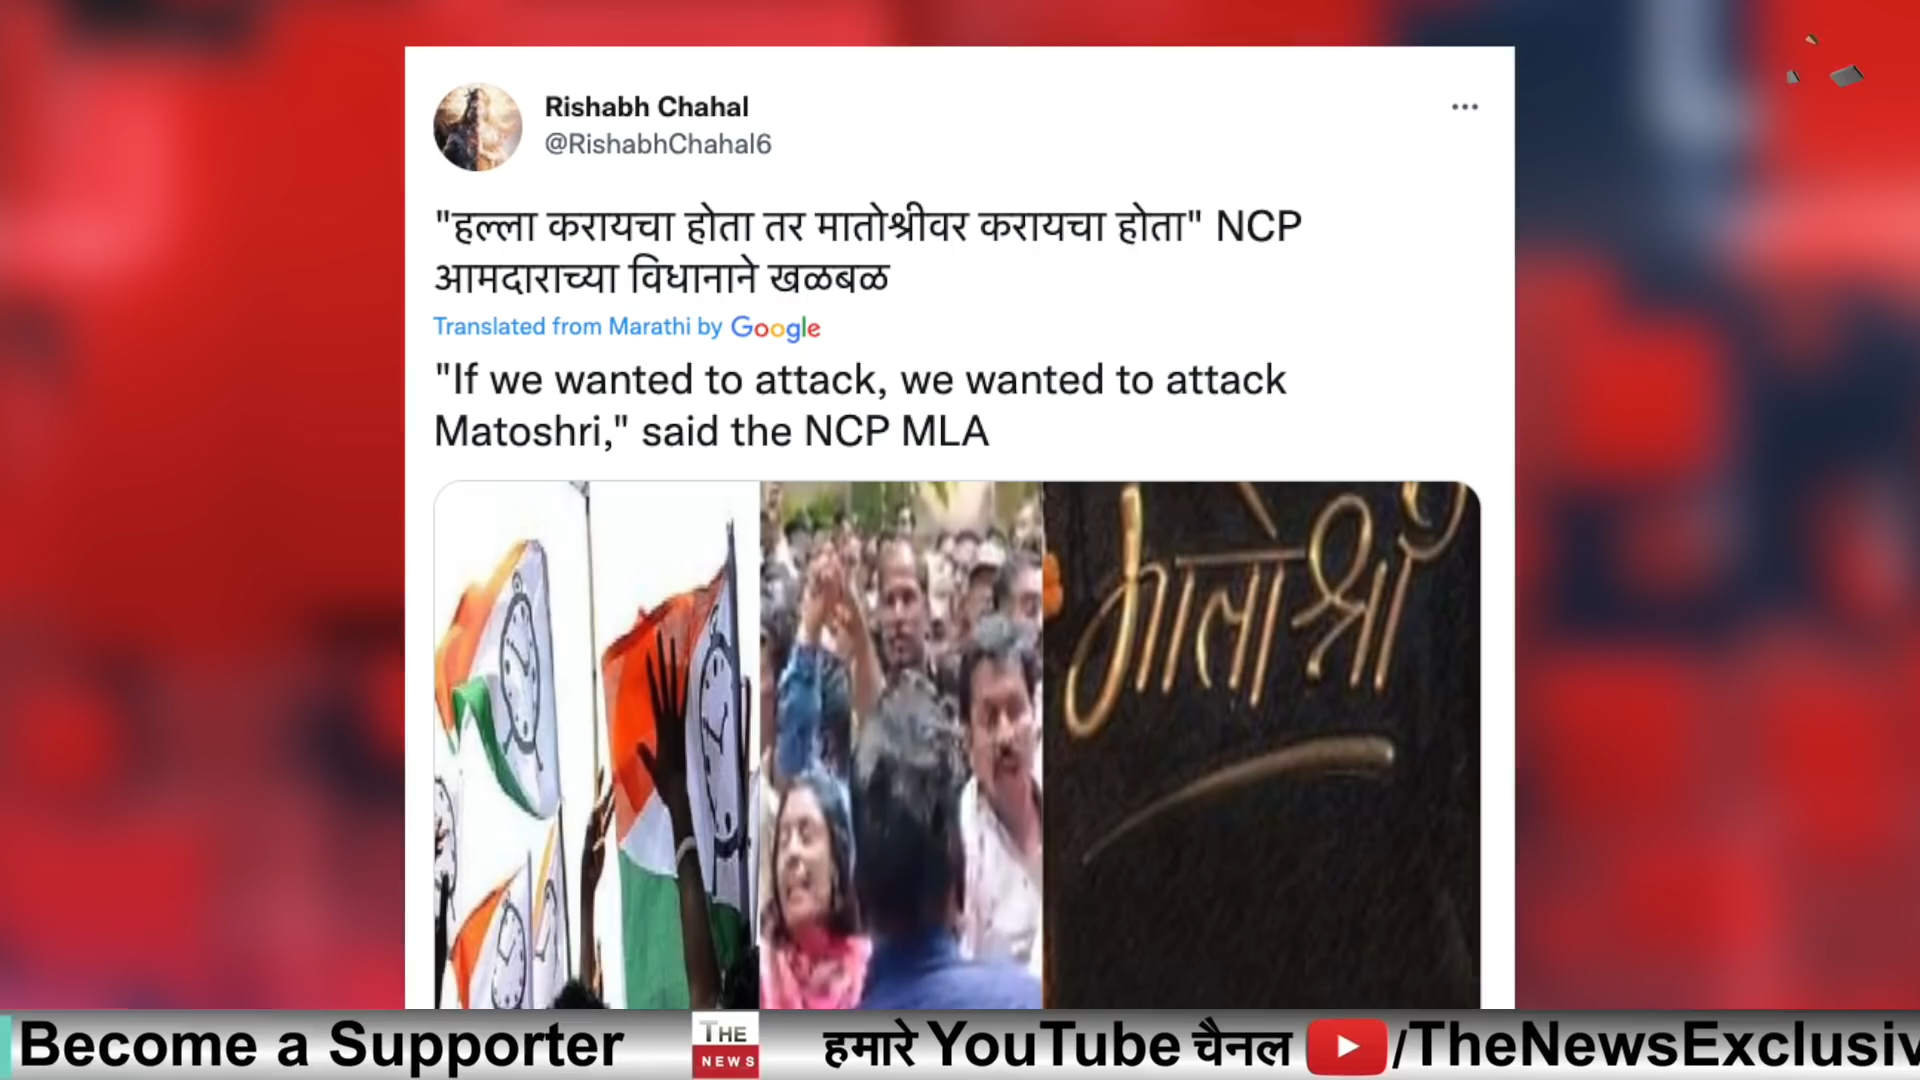 Rishabh Chahal
@RishabhChahal6
"हल्ला करायचा होता तर मातोश्रीवर करायचा होता" NCP
आमदाराच्या विधानाने खळबळ
Translated from Marathi by Google
"If we wanted to attack, we wanted to attack
Matoshri," said the NCP MLA
मातोश्री
Become a Supporter THE NEWS हमारे YouTube चैनल /TheNewsExclusiv